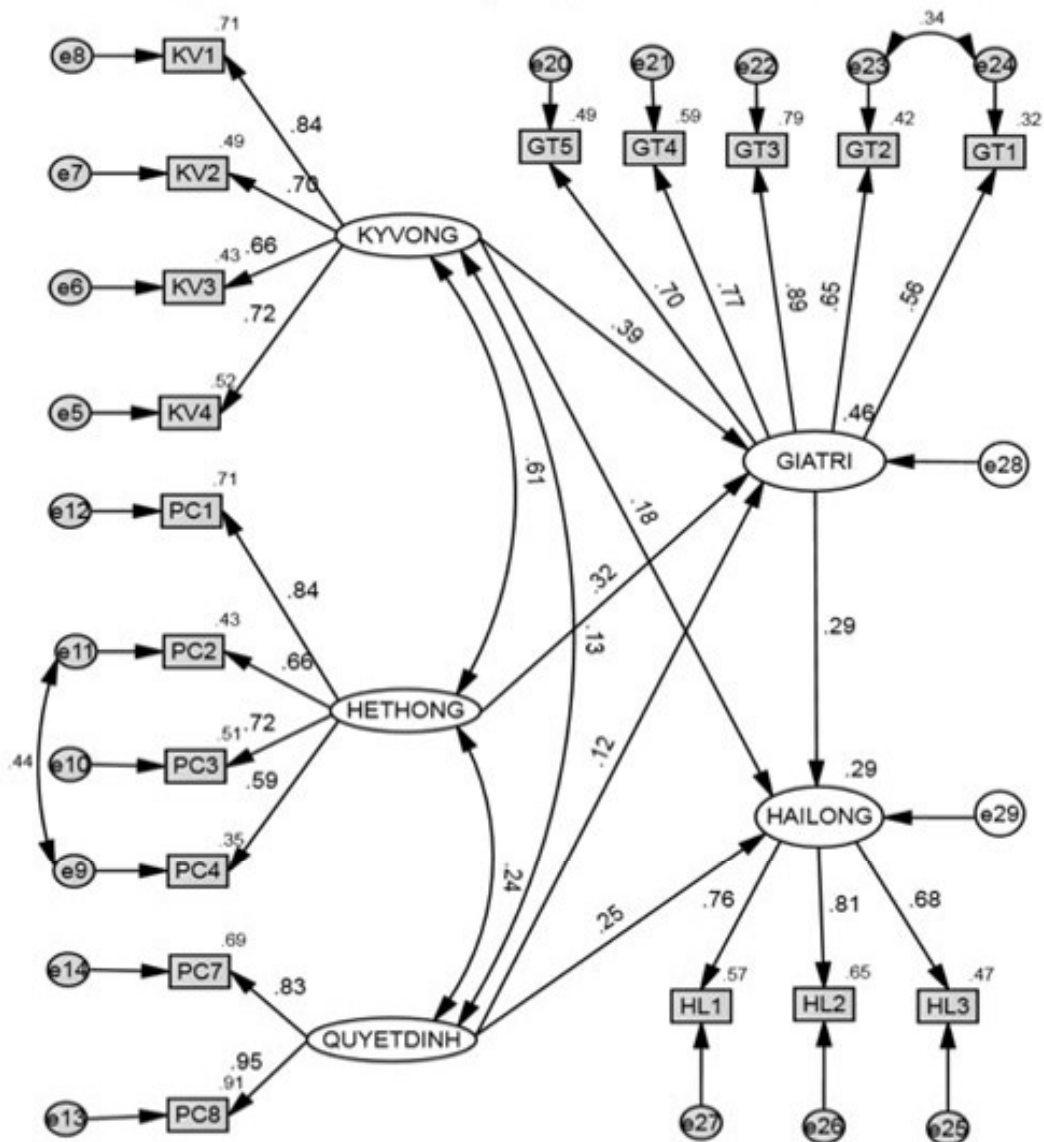 .71
e8 KV1
.84
.49
e7 KV2
.70
.43 .66
e6 KV3
.72
.52
e5 KV4
KYVONG
.34
e20 e21 e22 e23 e24
.49 .59 .79 .42 .32
GT5 GT4 GT3 GT2 GT1
.70 .77 .89 .65 .56
.39
.46
GIATRI
e28
.61
.18
.71
e12 PC1
.84
.43
e11 PC2
.66
HETHONG
.51 .72
e10 PC3
.44
.59
.35
e9 PC4
.32
.13
.12
.29
.24
.25
.29
HAILONG
e29
.69
e14 PC7
.83
QUYETDINH
.95
.91
e13 PC8
.76 .81 .68
.57 .65 .47
HL1 HL2 HL3
e27 e26 e25